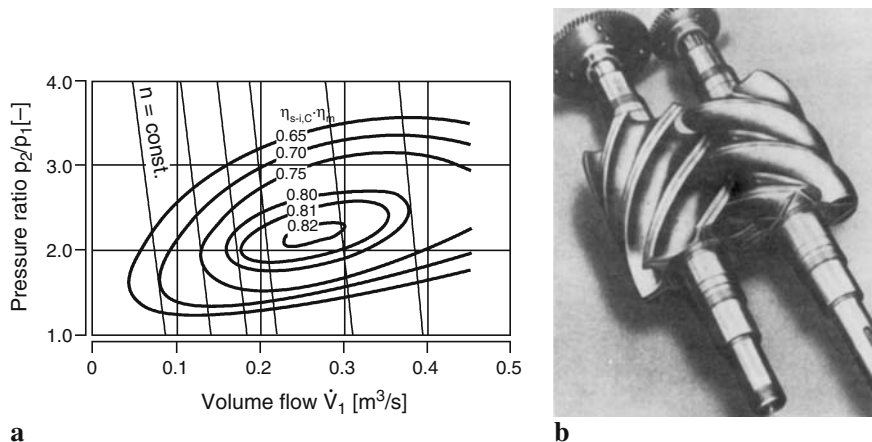 4.0
3.0
2.0
1.0
Pressure ratio p₂/p₁[–]
n = const.
ηs-i,C·ηm
0.65
0.70
0.75
0.80
0.81
0.82
0 0.1 0.2 0.3 0.4 0.5
Volume flow V̇₁ [m³/s]
a
b